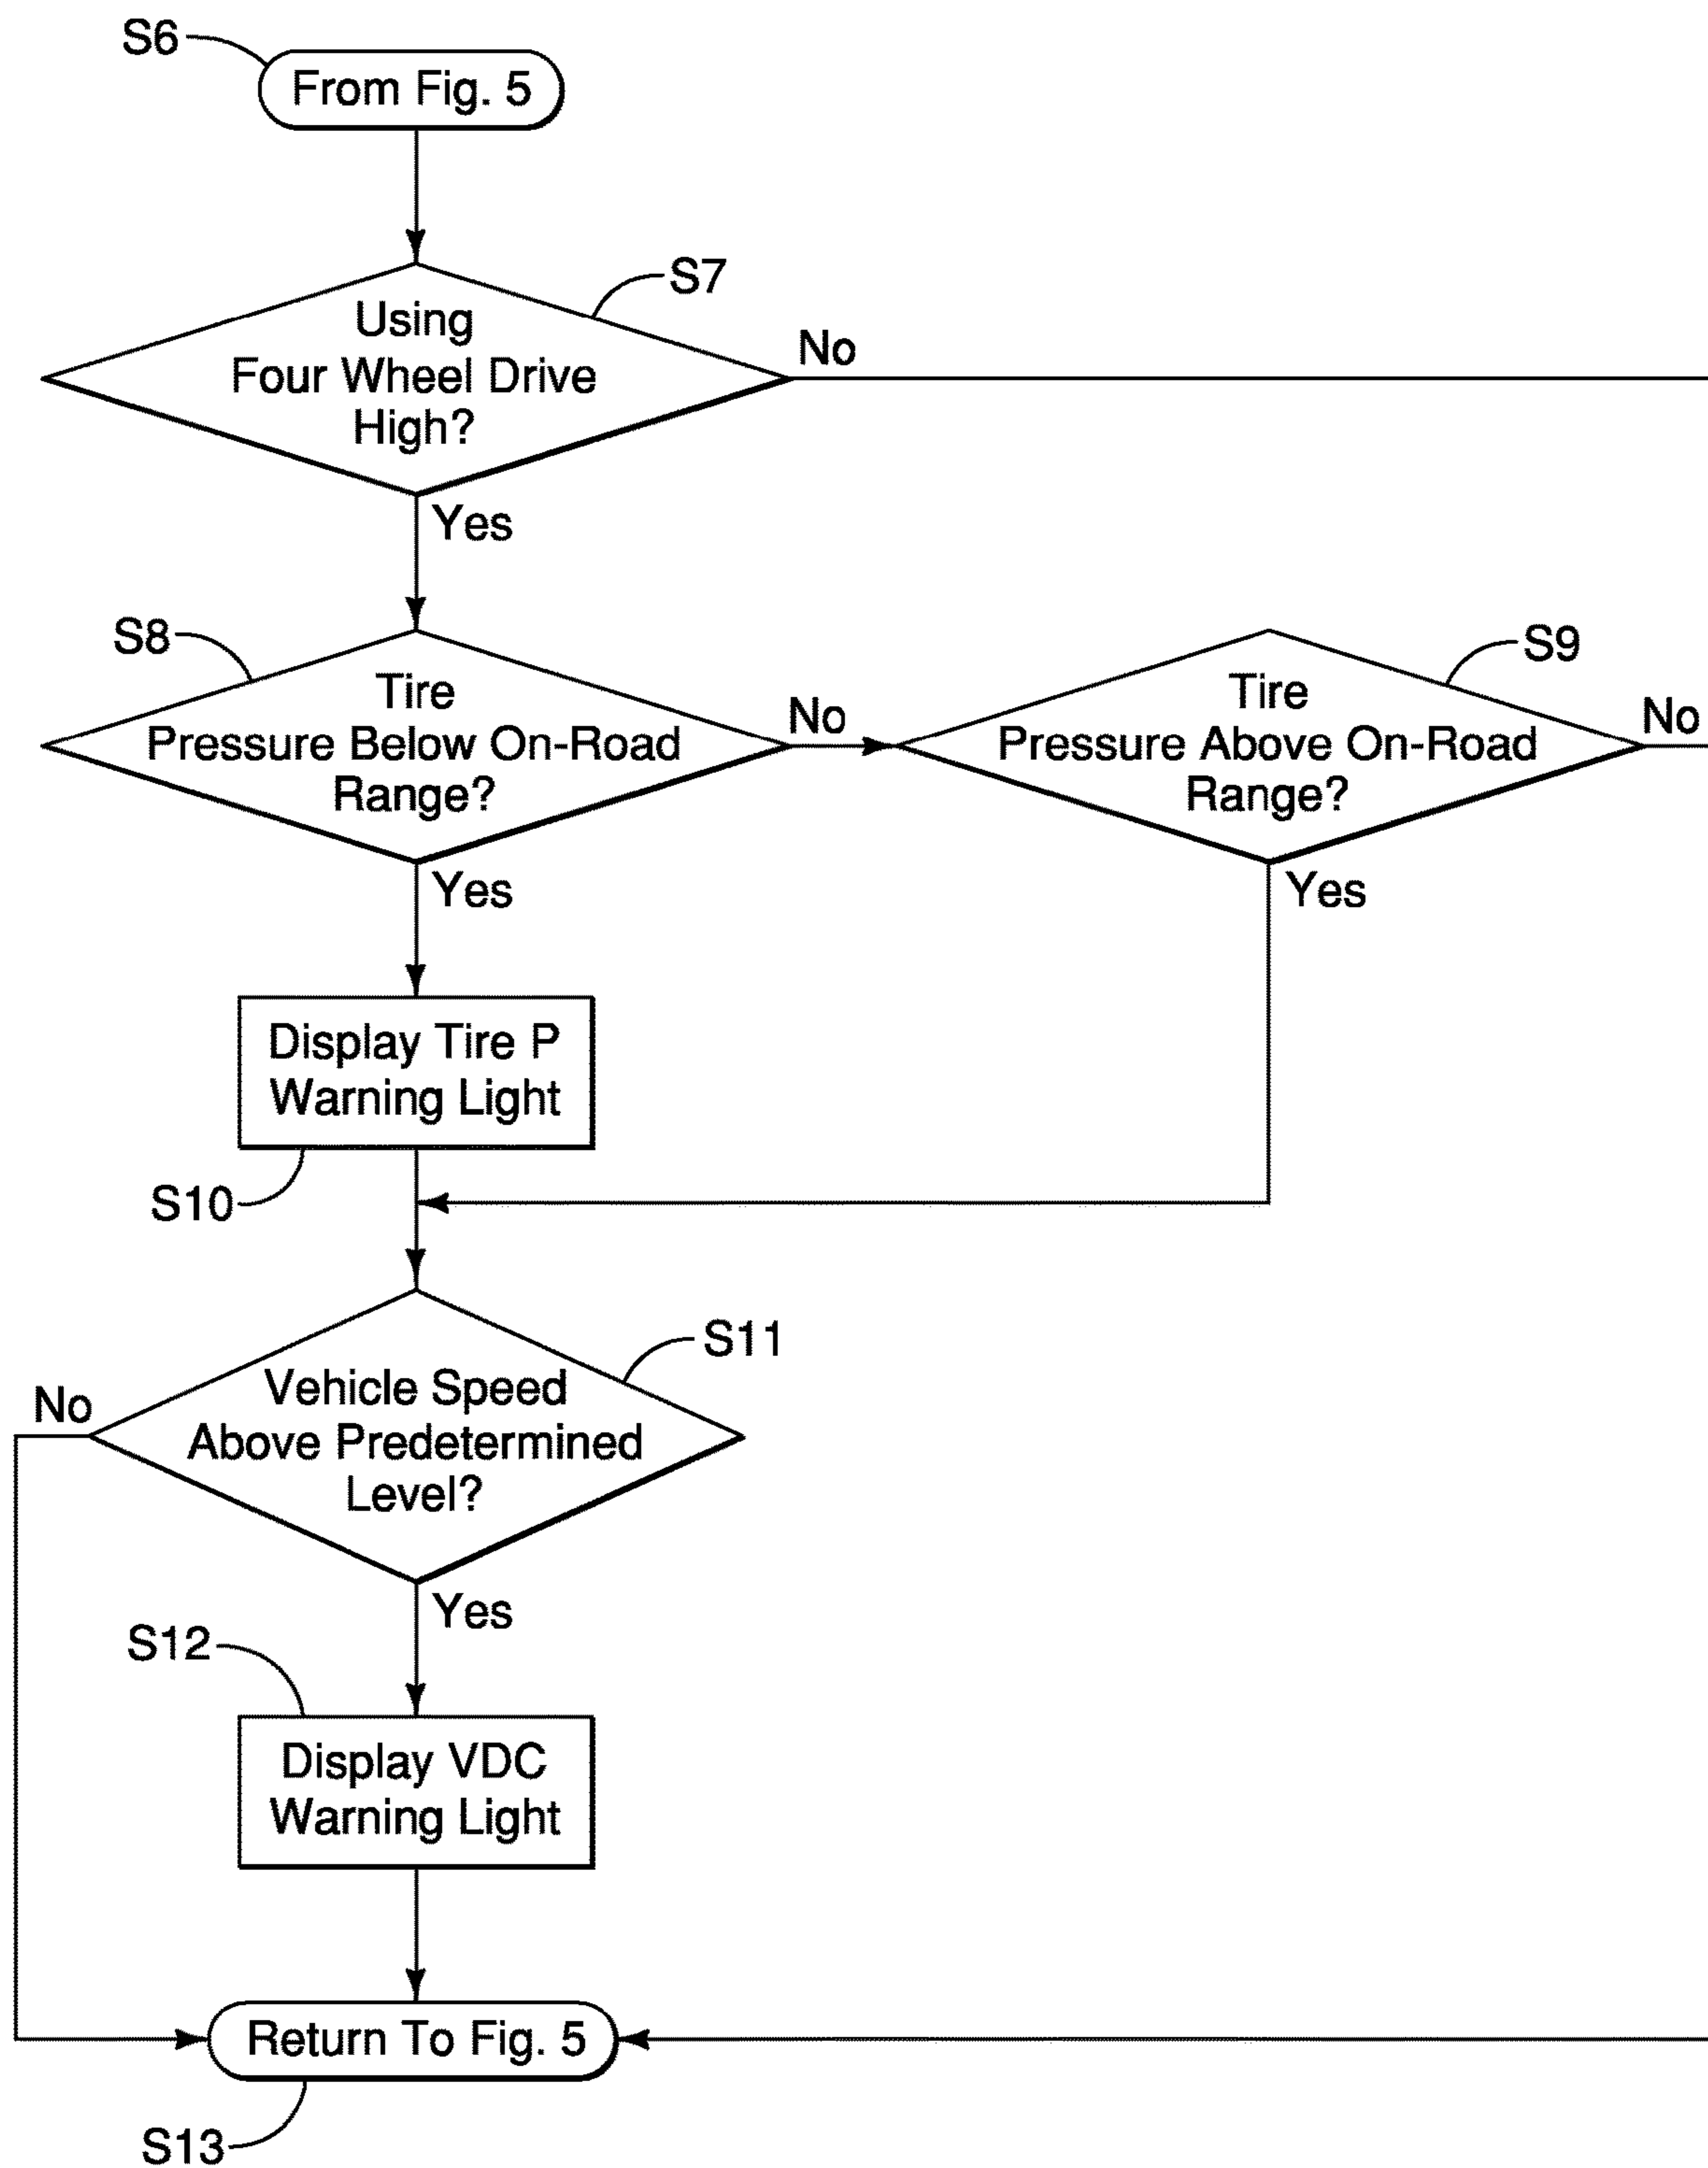 S6
From Fig. 5
S7
Using
Four Wheel Drive
High?
No
Yes
S8
Tire
Pressure Below On-Road
Range?
No
S9
Tire
Pressure Above On-Road
Range?
No
Yes
Yes
Display Tire P
Warning Light
S10
S11
Vehicle Speed
Above Predetermined
Level?
No
Yes
S12
Display VDC
Warning Light
Return To Fig. 5
S13